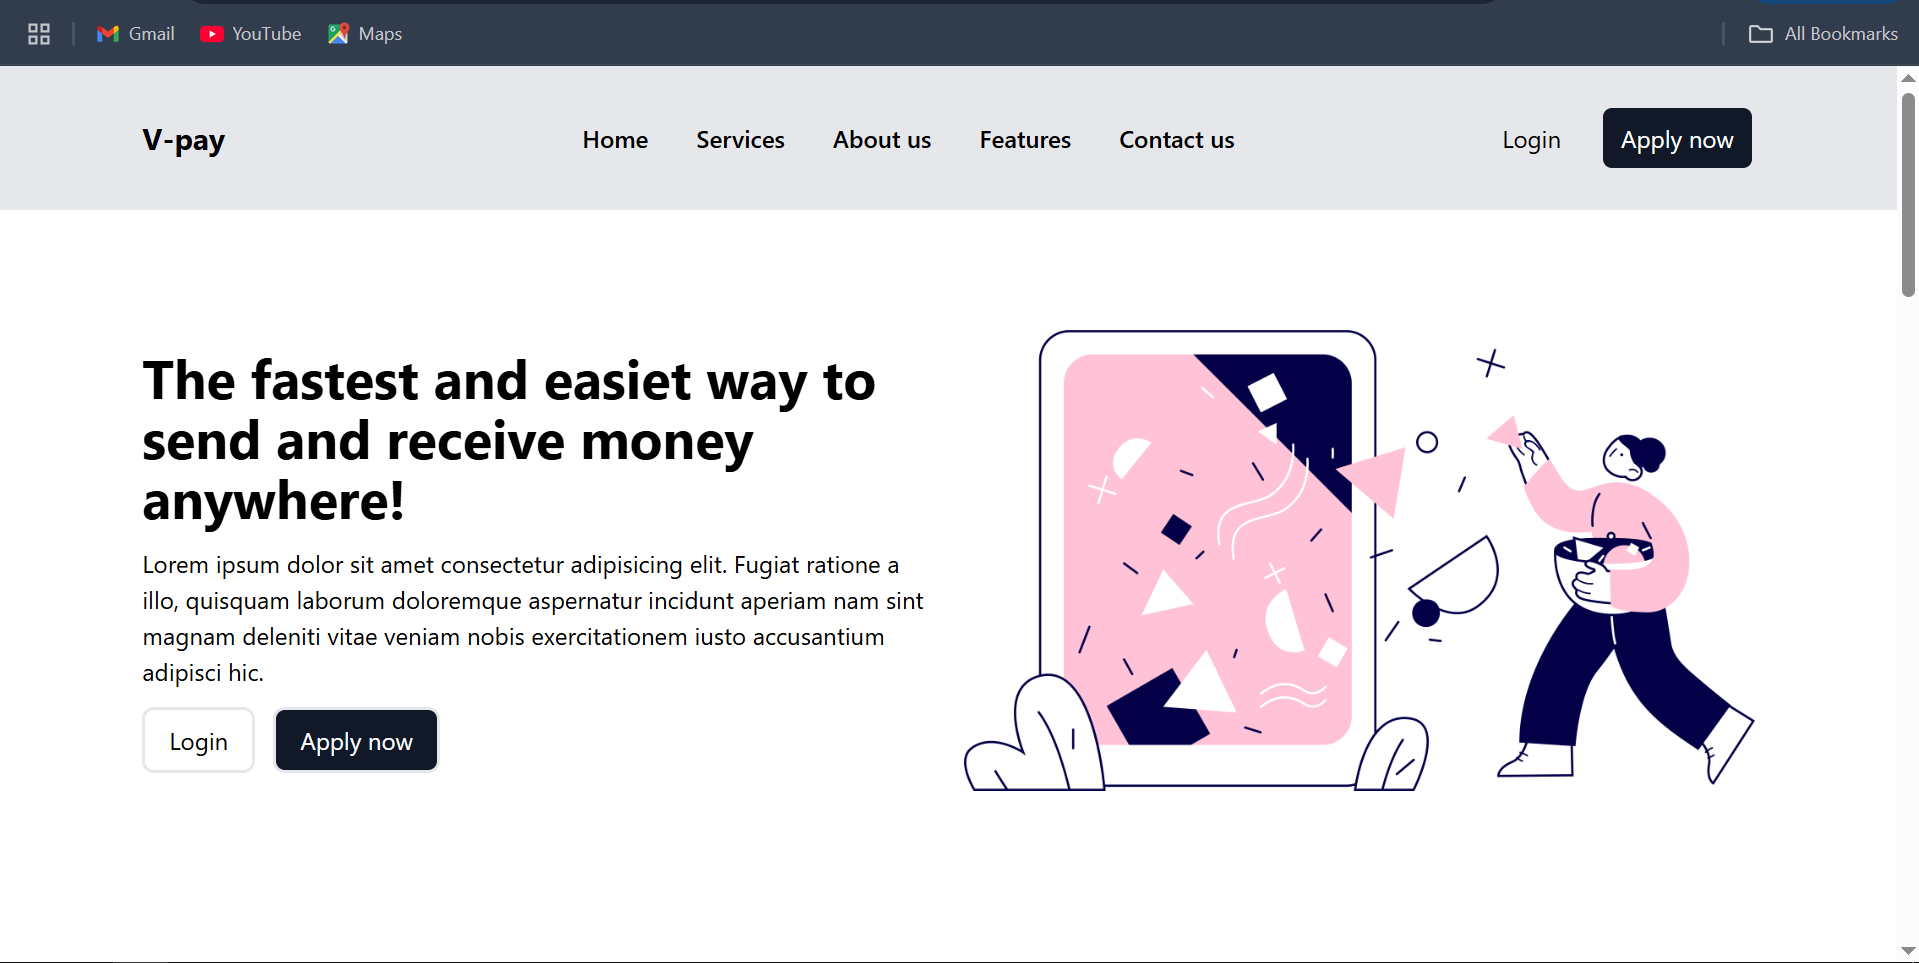 Gmail YouTube Maps All Bookmarks
V-pay Home Services About us Features Contact us Login Apply now
The fastest and easiet way to
send and receive money
anywhere!
Lorem ipsum dolor sit amet consectetur adipisicing elit. Fugiat ratione a
illo, quisquam laborum doloremque aspernatur incidunt aperiam nam sint
magnam deleniti vitae veniam nobis exercitationem iusto accusantium
adipisci hic.
Login Apply now